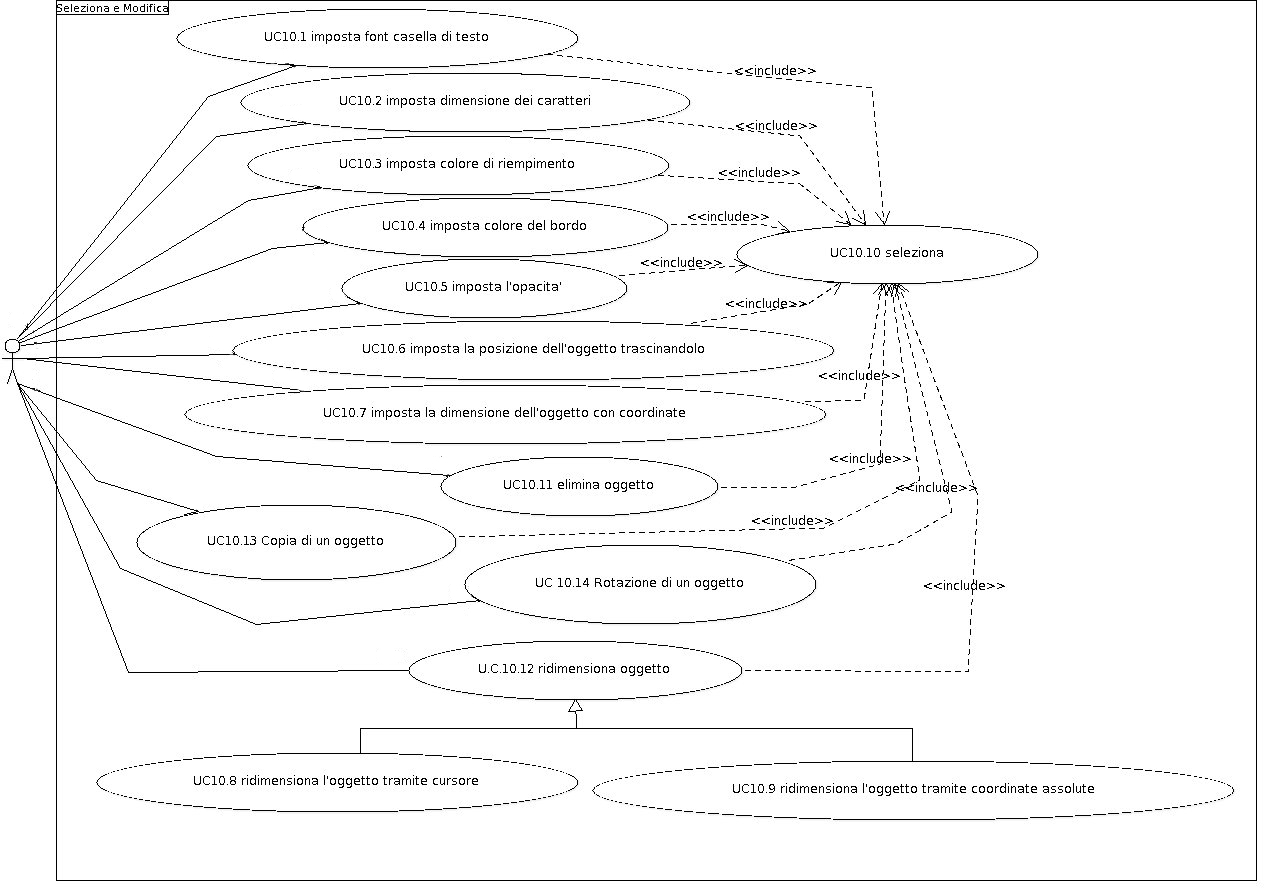 Seleziona e Modifica
UC10.1 imposta font casella di testo
<<include>>
UC10.2 imposta dimensione dei caratteri
<<include>>
UC10.3 imposta colore di riempimento
<<include>>
UC10.4 imposta colore del bordo
<<include>>
UC10.10 seleziona
<<include>>
UC10.5 imposta l'opacita'
<<include>>
UC10.6 imposta la posizione dell'oggetto trascinandolo
<<include>>
UC10.7 imposta la dimensione dell'oggetto con coordinate
<<include>>
UC10.11 elimina oggetto
<<include>>
<<include>>
UC10.13 Copia di un oggetto
UC 10.14 Rotazione di un oggetto
<<include>>
U.C.10.12 ridimensiona oggetto
UC10.8 ridimensiona l'oggetto tramite cursore
UC10.9 ridimensiona l'oggetto tramite coordinate assolute